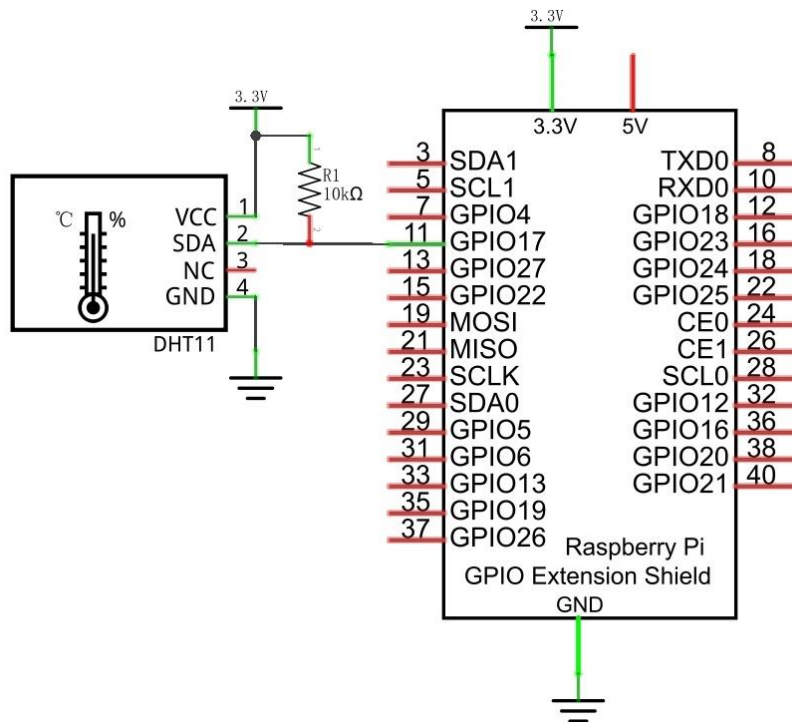 3.3V
3.3V 5V
3.3V
3 SDA1 TXD0 8
5 SCL1 RXD0 10
7 GPIO4 GPIO18 12
11 GPIO17 GPIO23 16
13 GPIO27 GPIO24 18
15 GPIO22 GPIO25 22
19 MOSI CE0 24
21 MISO CE1 26
23 SCLK SCL0 28
27 SDA0 GPIO12 32
29 GPIO5 GPIO16 36
31 GPIO6 GPIO20 38
33 GPIO13 GPIO21 40
35 GPIO19
37 GPIO26
Raspberry Pi
GPIO Extension Shield
GND
1
R1
10kΩ
2
℃ %
VCC 1
SDA 2
NC 3
GND 4
DHT11